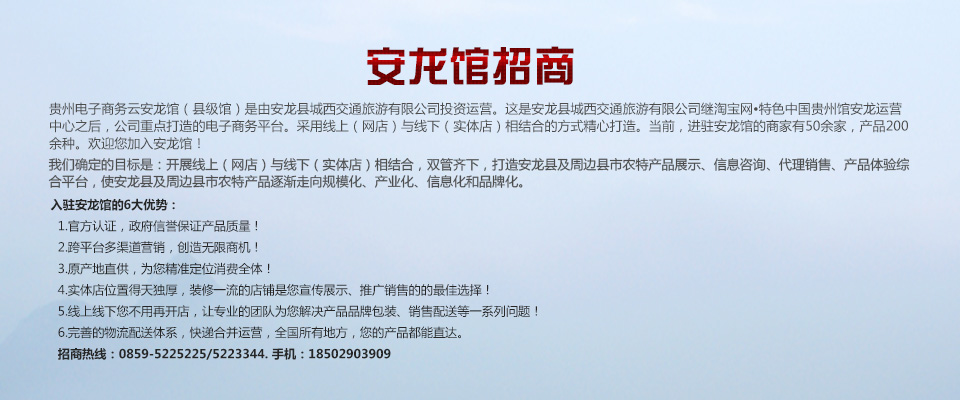 安龙馆招商
贵州电子商务云安龙馆（县级馆）是由安龙县城西交通旅游有限公司投资运营。这是安龙县城西交通旅游有限公司继淘宝网•特色中国贵州馆安龙运营
中心之后，公司重点打造的电子商务平台。采用线上（网店）与线下（实体店）相结合的方式精心打造。当前，进驻安龙馆的商家有50余家，产品200
余种。欢迎您加入安龙馆！
我们确定的目标是：开展线上（网店）与线下（实体店）相结合，双管齐下，打造安龙县及周边县市农特产品展示、信息咨询、代理销售、产品体验综
合平台，使安龙县及周边县市农特产品逐渐走向规模化、产业化、信息化和品牌化。
入驻安龙馆的6大优势：
1.官方认证，政府信誉保证产品质量！
2.跨平台多渠道营销，创造无限商机！
3.原产地直供，为您精准定位消费全体！
4.实体店位置得天独厚，装修一流的店铺是您宣传展示、推广销售的的最佳选择！
5.线上线下您不用再开店，让专业的团队为您解决产品品牌包装、销售配送等一系列问题！
6.完善的物流配送体系，快递合并运营，全国所有地方，您的产品都能直达。
招商热线：0859-5225225/5223344. 手机：18502903909